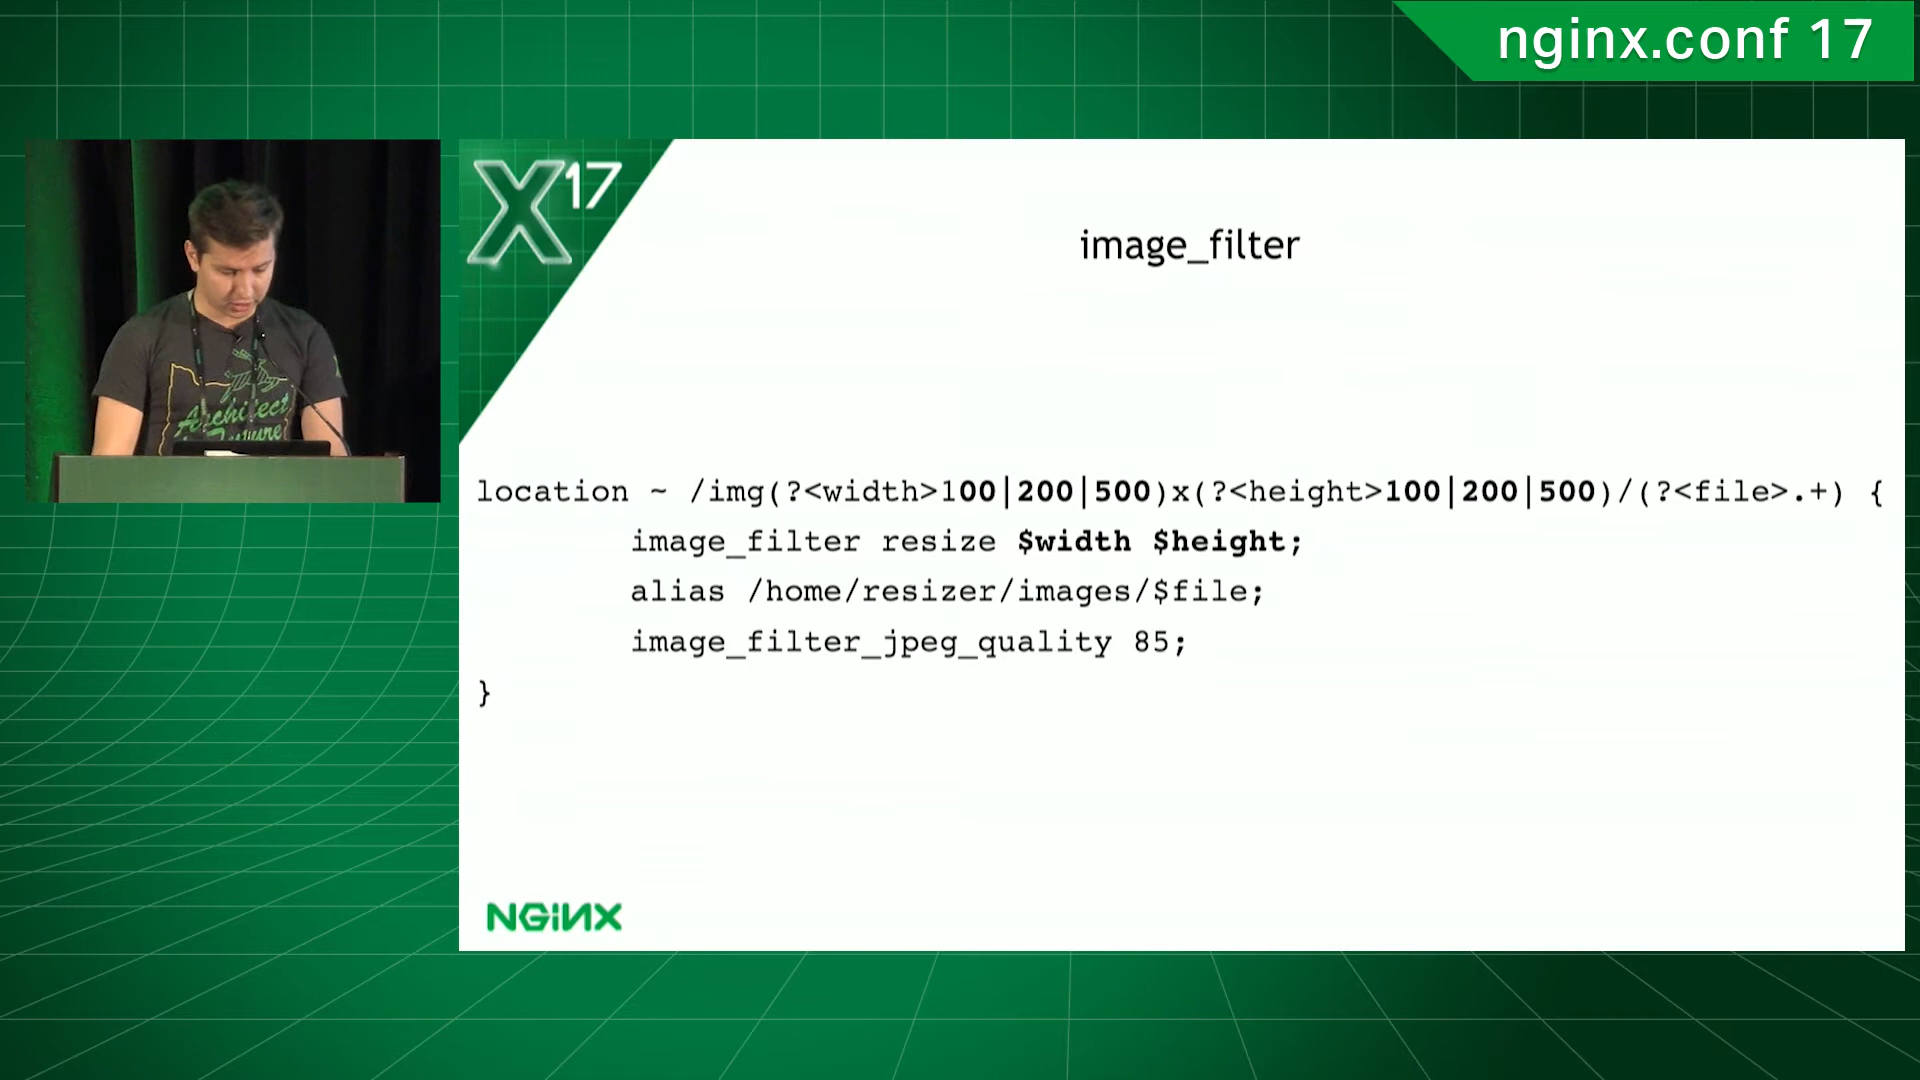 nginx.conf 17
X17
image_filter
Architect
location ~ /img(?<width>100|200|500)x(?<height>100|200|500)/(?<file>.+) {
image_filter resize $width $height;
alias /home/resizer/images/$file;
image_filter_jpeg_quality 85;
}
NGINX